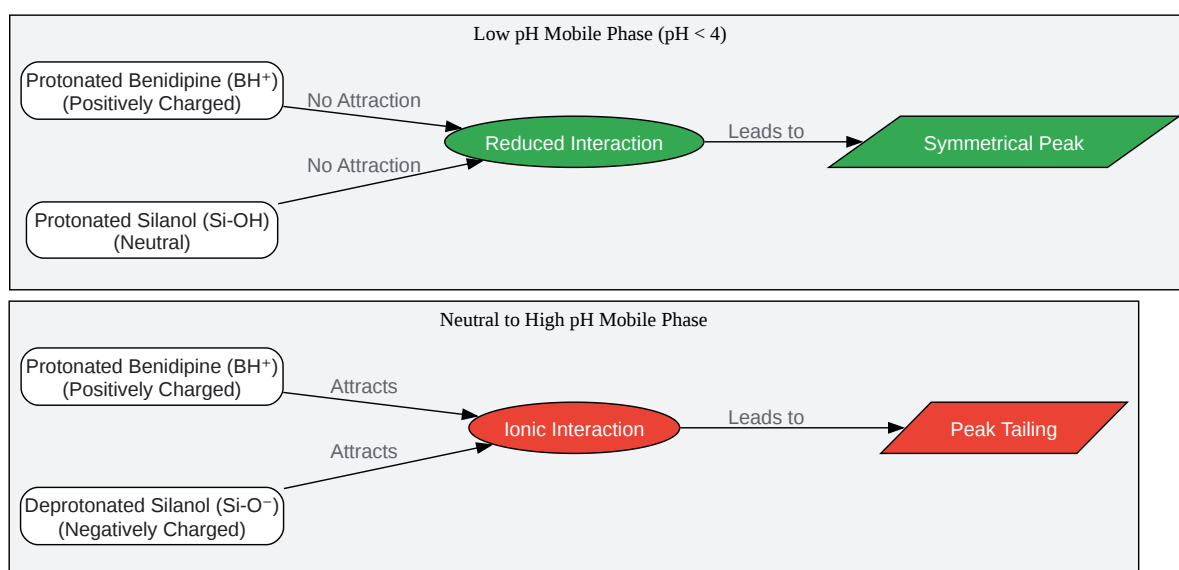 Low pH Mobile Phase (pH < 4)
Protonated Benidipine (BH⁺)
(Positively Charged)
No Attraction
Reduced Interaction
Leads to
Symmetrical Peak
No Attraction
Protonated Silanol (Si-OH)
(Neutral)
Neutral to High pH Mobile Phase
Protonated Benidipine (BH⁺)
(Positively Charged)
Attracts
Ionic Interaction
Leads to
Peak Tailing
Attracts
Deprotonated Silanol (Si-O⁻)
(Negatively Charged)